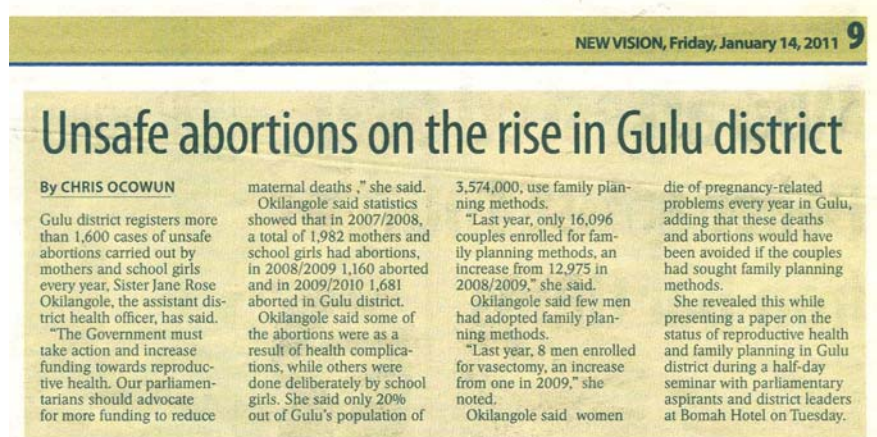 NEW VISION, Friday, January 14, 2011 9
Unsafe abortions on the rise in Gulu district
By CHRIS OCOWUN
Gulu district registers more
than 1,600 cases of unsafe
abortions carried out by
mothers and school girls
every year, Sister Jane Rose
Okilangole, the assistant dis-
trict health officer, has said.
"The Government must
take action and increase
funding towards reproduc-
tive health. Our parliamen-
tarians should advocate
for more funding to reduce
maternal deaths ," she said.
Okilangole said statistics
showed that in 2007/2008,
a total of 1,982 mothers and
school girls had abortions,
in 2008/2009 1,160 aborted
and in 2009/2010 1,681
aborted in Gulu district.
Okilangole said some of
the abortions were as a
result of health complica-
tions, while others were
done deliberately by school
girls. She said only 20%
out of Gulu's population of
3,574,000, use family plan-
ning methods.
"Last year, only 16,096
couples enrolled for fam-
ily planning methods, an
increase from 12,975 in
2008/2009," she said.
Okilangole said few men
had adopted family plan-
ning methods.
"Last year, 8 men enrolled
for vasectomy, an increase
from one in 2009," she
noted.
Okilangole said women
die of pregnancy-related
problems every year in Gulu,
adding that these deaths
and abortions would have
been avoided if the couples
had sought family planning
methods.
She revealed this while
presenting a paper on the
status of reproductive health
and family planning in Gulu
district during a half-day
seminar with parliamentary
aspirants and district leaders
at Bomah Hotel on Tuesday.